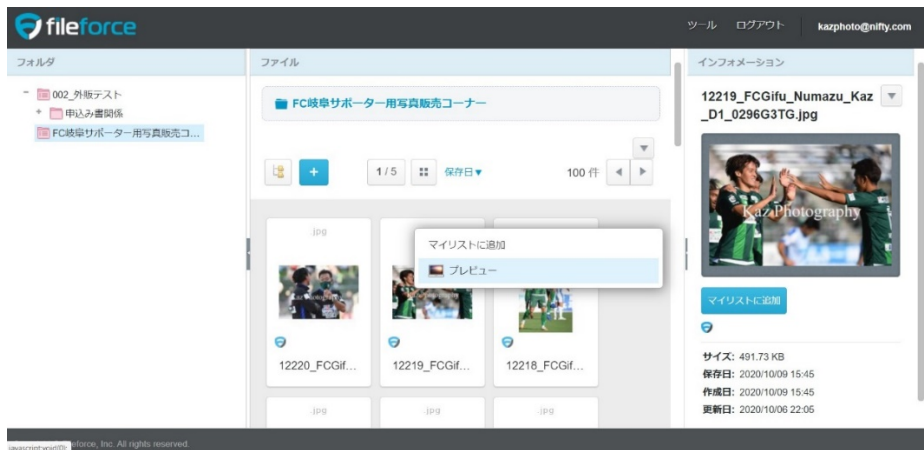 fileforce
ツール ログアウト kazphoto@nifty.com
フォルダ
002_外販テスト
申込み書関係
FC岐阜サポーター用写真販売コ...
ファイル
FC岐阜サポーター用写真販売コーナー
1 / 5 保存日▼ 100 件
.jpg
マイリストに追加
プレビュー
12220_FCGif...
12219_FCGif...
12218_FCGif...
.jpg .jpg .jpg
インフォメーション
12219_FCGifu_Numazu_Kaz
_D1_0296G3TG.jpg
Kaz Photography
マイリストに追加
サイズ: 491.73 KB
保存日: 2020/10/09 15:45
作成日: 2020/10/09 15:45
更新日: 2020/10/06 22:05
javascript:void(0); eforce, Inc. All rights reserved.